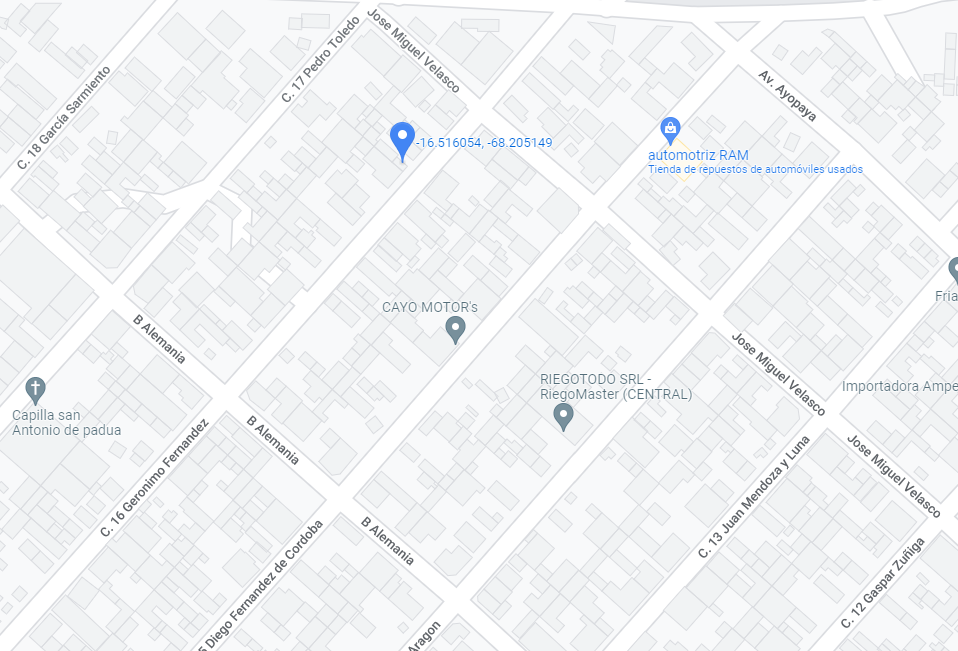 Jose Miguel Velasco
C. 17 Pedro Toledo
C. 18 García Sarmiento
Av. Ayopaya
-16.516054, -68.205149
automotriz RAM
Tienda de repuestos de automóviles usados
Fria
CAYO MOTOR's
B Alemania
Jose Miguel Velasco
RIEGOTODO SRL -
RiegoMaster (CENTRAL)
Importadora Ampe
Capilla san
Antonio de padua
B Alemania
C. 16 Geronimo Fernandez
Jose Miguel Velasco
C. 13 Juan Mendoza y Luna
B Alemania
5 Diego Fernandez de Cordoba
C. 12 Gaspar Zuñiga
Aragon